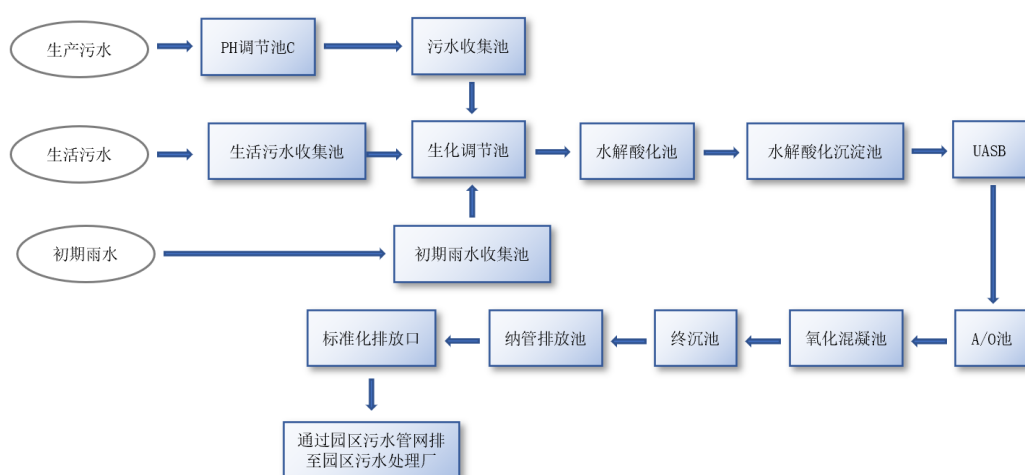 生产污水
PH调节池C
污水收集池
生活污水
生活污水收集池
生化调节池
水解酸化池
水解酸化沉淀池
UASB
初期雨水
初期雨水收集池
标准化排放口
纳管排放池
终沉池
氧化混凝池
A/O池
通过园区污水管网排
至园区污水处理厂